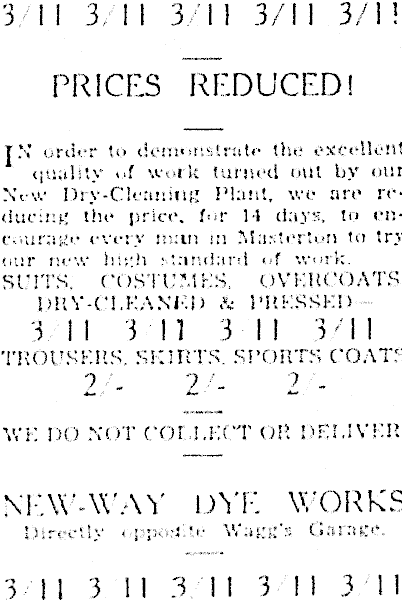 3/11 3/11 3/11 3/11 3/11
PRICES REDUCED!
IN order to demonstrate the excellent
quality of work turned out by our
New Dry-Cleaning Plant, we are re-
ducing the price, for 14 days, to en-
courage every man in Masterton to try
our new high standard of work.
SUITS, COSTUMES, OVERCOATS
DRY-CLEANED & PRESSED—
3/11 3/11 3/11 3/11
TROUSERS, SKIRTS, SPORTS COATS
2/- 2/- 2/-
WE DO NOT COLLECT OR DELIVER
NEW-WAY DYE WORKS
Directly opposite Wagg's Garage.
3/11 3/11 3/11 3/11 3/11